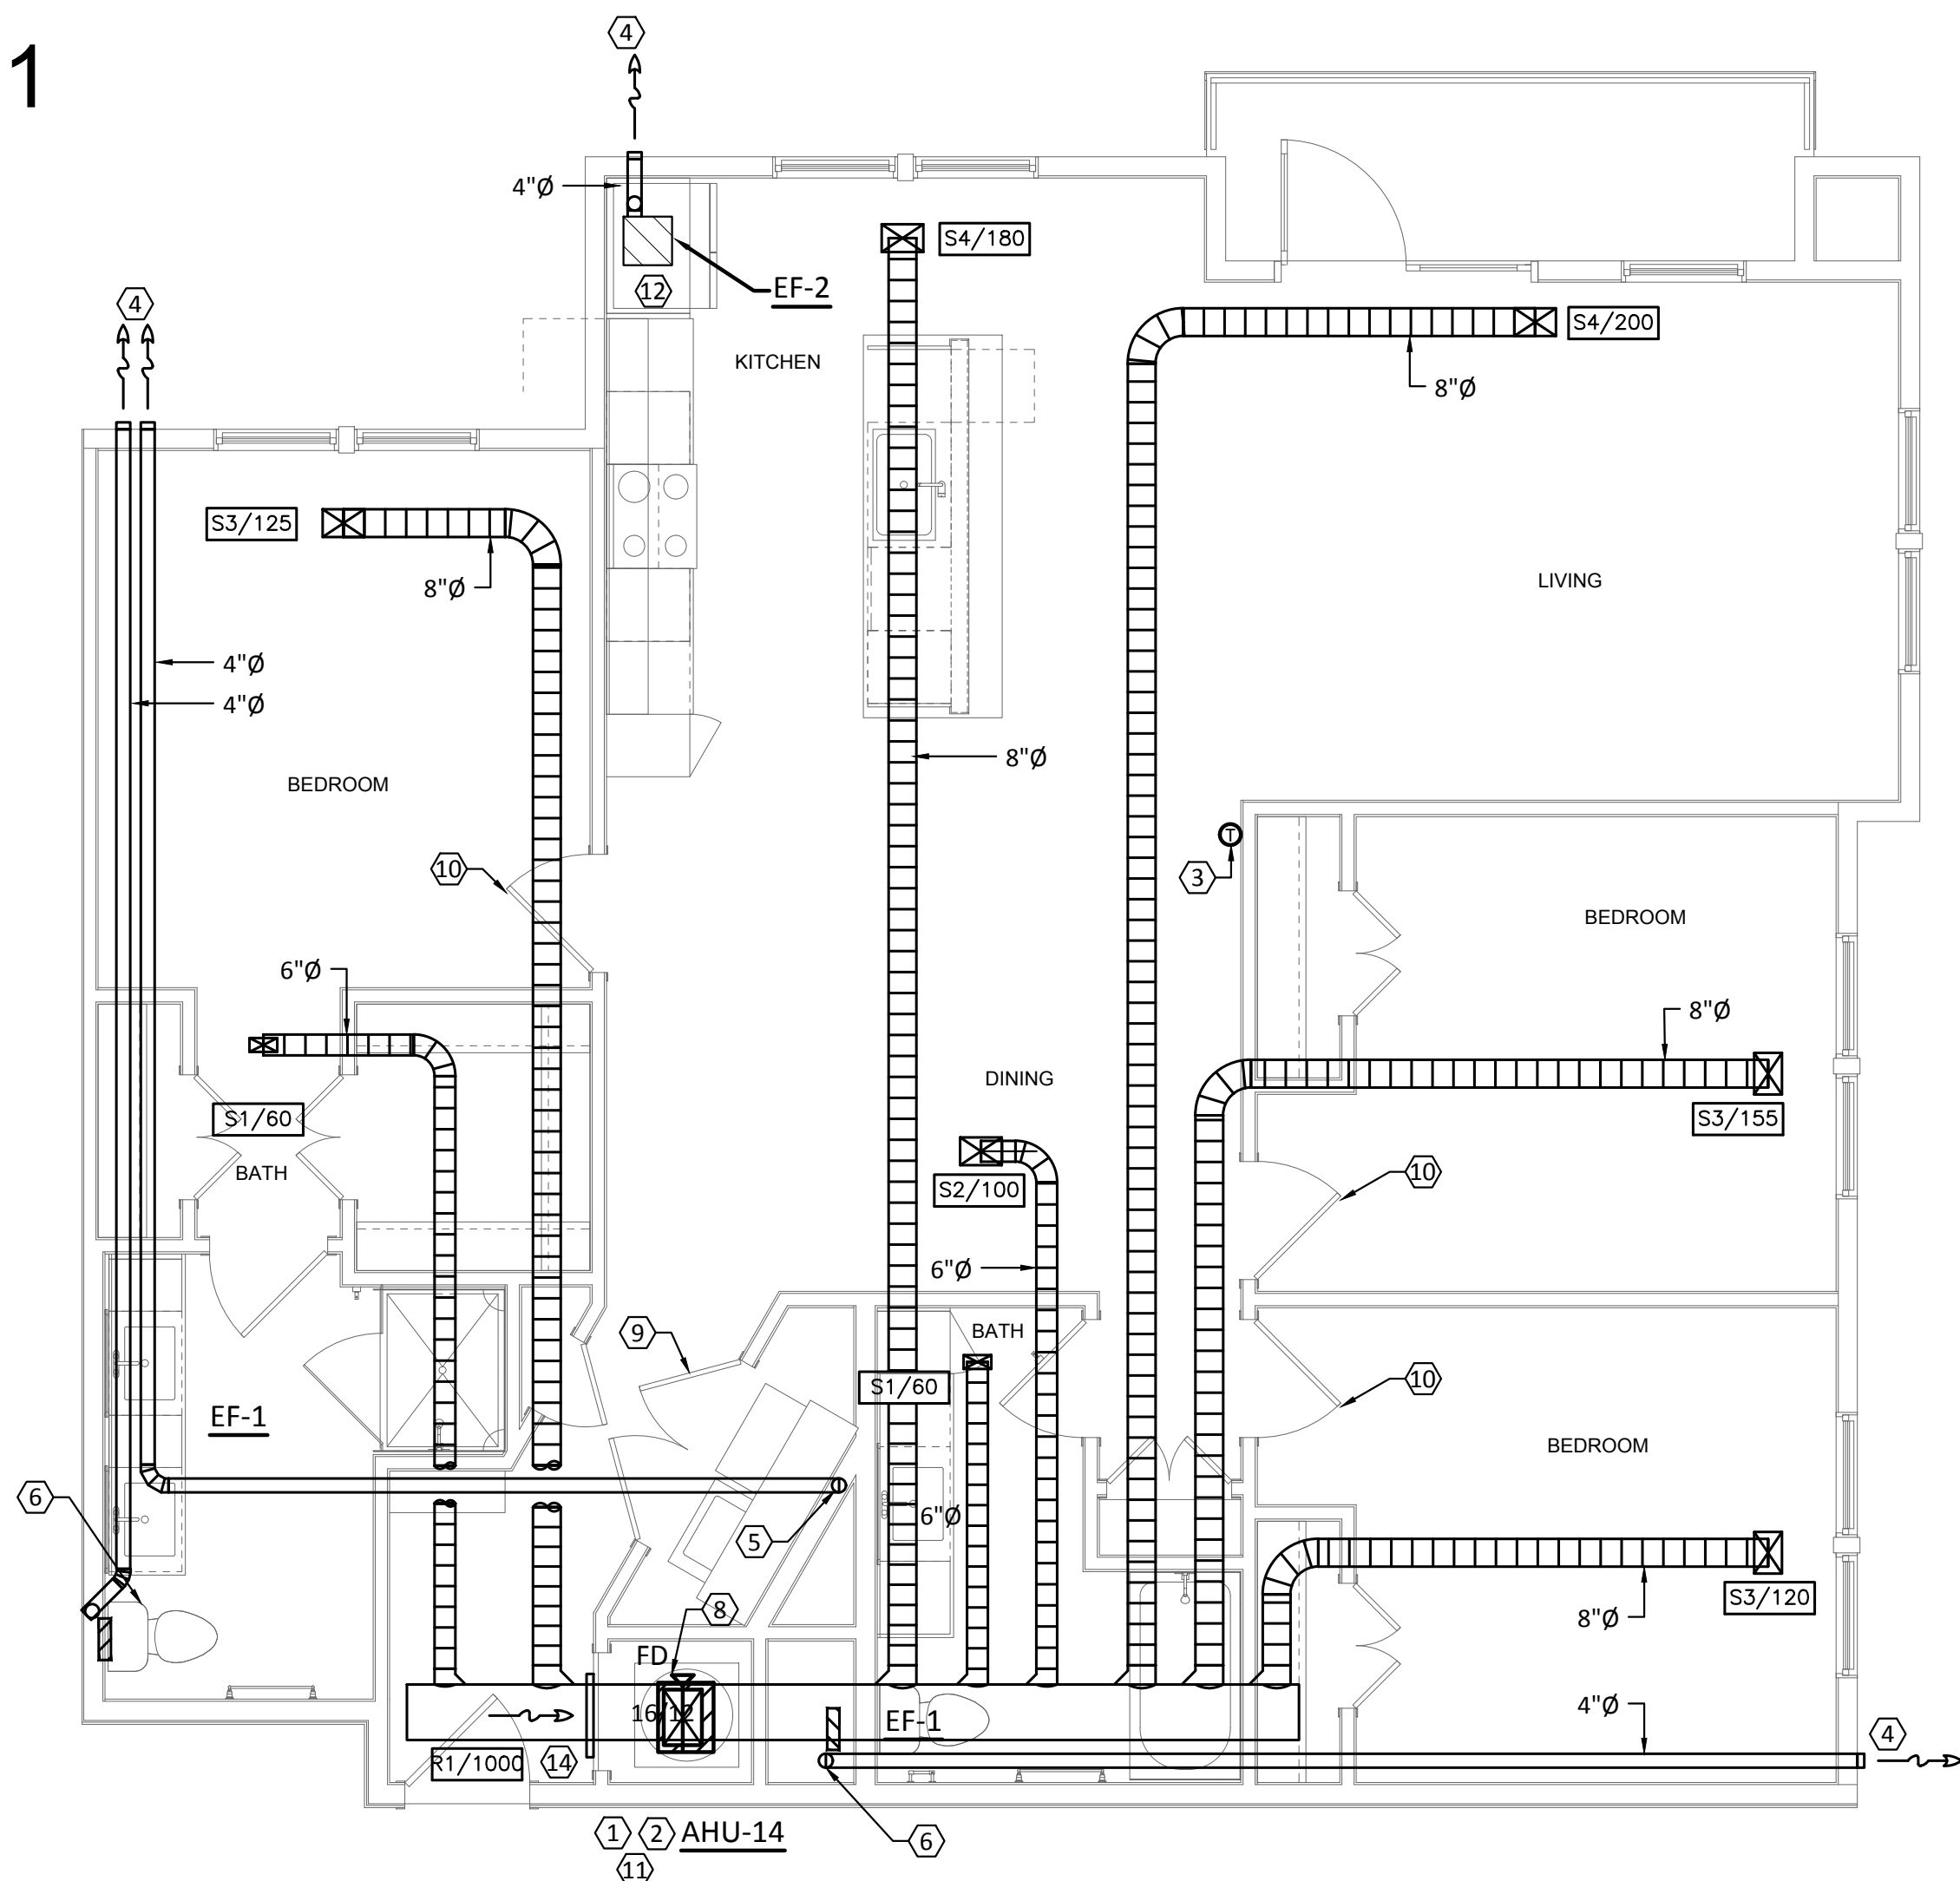 1
4
4"Ø
S4/180
12
EF-2
4
S4/200
KITCHEN
8"Ø
S3/125
8"Ø
LIVING
4"Ø
4"Ø
8"Ø
BEDROOM
T
10
3
BEDROOM
6"Ø
8"Ø
DINING
S1/60
S3/155
BATH
10
S2/100
6"Ø
9
BATH
S1/60
10
EF-1
BEDROOM
6
6"Ø
5
8
S3/120
8"Ø
FD
16/12
EF-1
4"Ø
4
R1/1000
14
1
2
AHU-14
6
11